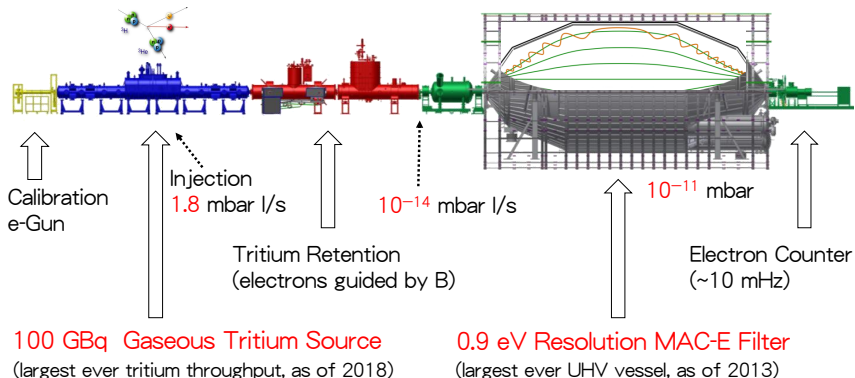 Calibration
e-Gun
Injection
1.8 mbar l/s
10⁻¹⁴ mbar l/s
10⁻¹¹ mbar
Tritium Retention
(electrons guided by B)
Electron Counter
(~10 mHz)
100 GBq Gaseous Tritium Source
(largest ever tritium throughput, as of 2018)
0.9 eV Resolution MAC-E Filter
(largest ever UHV vessel, as of 2013)